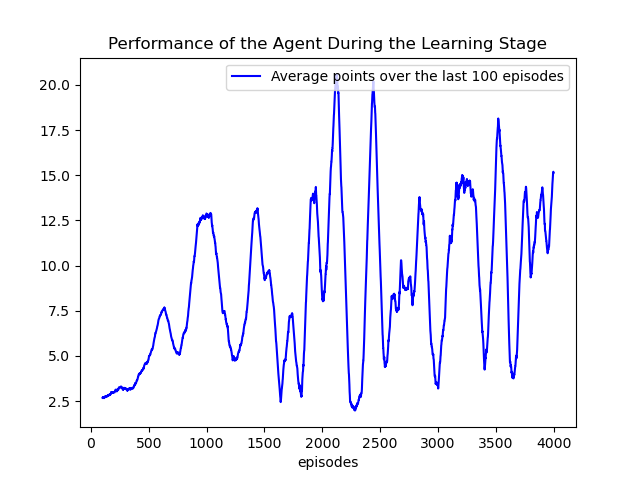 Performance of the Agent During the Learning Stage
Average points over the last 100 episodes
20.0
17.5
15.0
12.5
10.0
7.5
5.0
2.5
0 500 1000 1500 2000 2500 3000 3500 4000
episodes